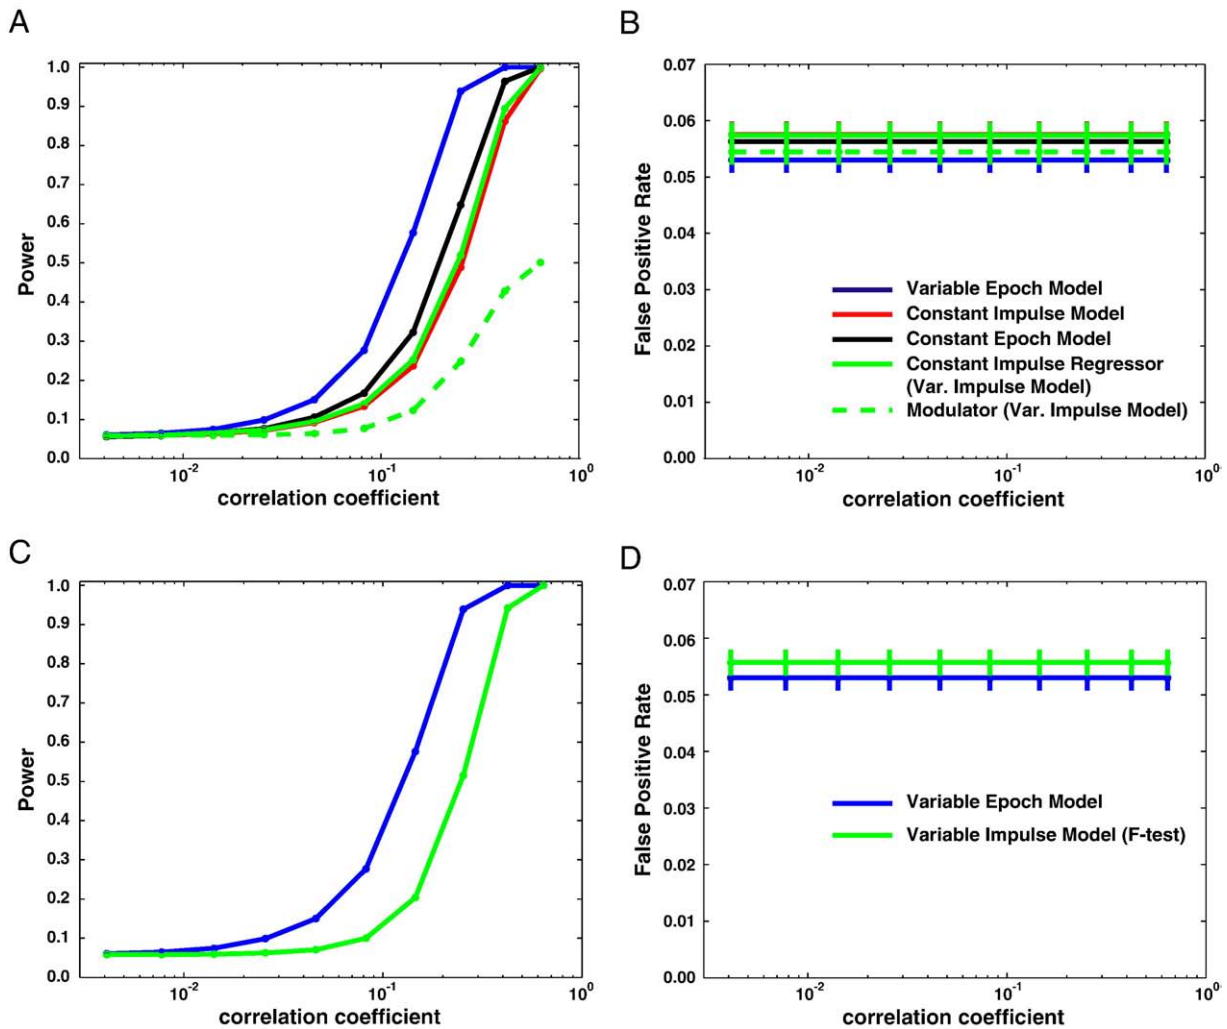 A
1.0
0.9
0.8
0.7
0.6
0.5
0.4
0.3
0.2
0.1
0.0
Power
10-2
10-1
100
correlation coefficient
B
0.07
0.06
0.05
0.04
0.03
0.02
0.01
0.00
False Positive Rate
Variable Epoch Model
Constant Impulse Model
Constant Epoch Model
Constant Impulse Regressor
(Var. Impulse Model)
Modulator (Var. Impulse Model)
10-2
10-1
100
correlation coefficient
C
1.0
0.9
0.8
0.7
0.6
0.5
0.4
0.3
0.2
0.1
0.0
Power
10-2
10-1
100
correlation coefficient
D
0.07
0.06
0.05
0.04
0.03
0.02
0.01
0.00
False Positive Rate
Variable Epoch Model
Variable Impulse Model (F-test)
10-2
10-1
100
correlation coefficient